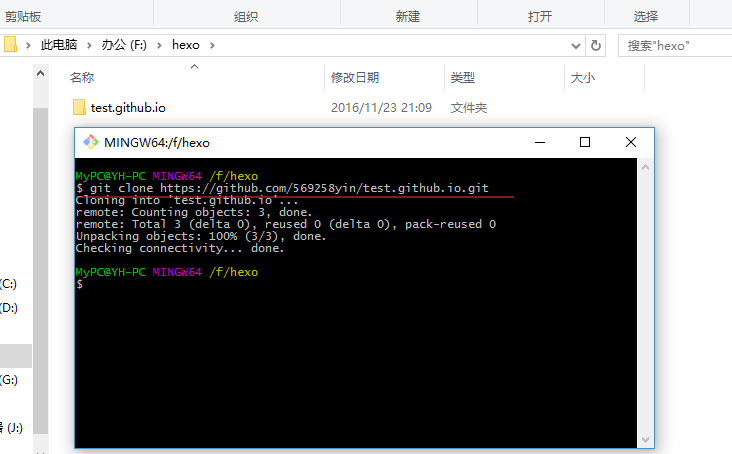 剪贴板 组织 新建 打开 选择
此电脑 办公 (F:) hexo 搜索"hexo"
名称 修改日期 类型 大小
test.github.io 2016/11/23 21:09 文件夹
MINGW64:/f/hexo
MyPC@YH-PC MINGW64 /f/hexo
$ git clone https://github.com/569258yin/test.github.io.git
Cloning into 'test.github.io'...
remote: Counting objects: 3, done.
remote: Total 3 (delta 0), reused 0 (delta 0), pack-reused 0
Unpacking objects: 100% (3/3), done.
Checking connectivity... done.
MyPC@YH-PC MINGW64 /f/hexo
$
(C:)
(D:)
(G:)
(J:)